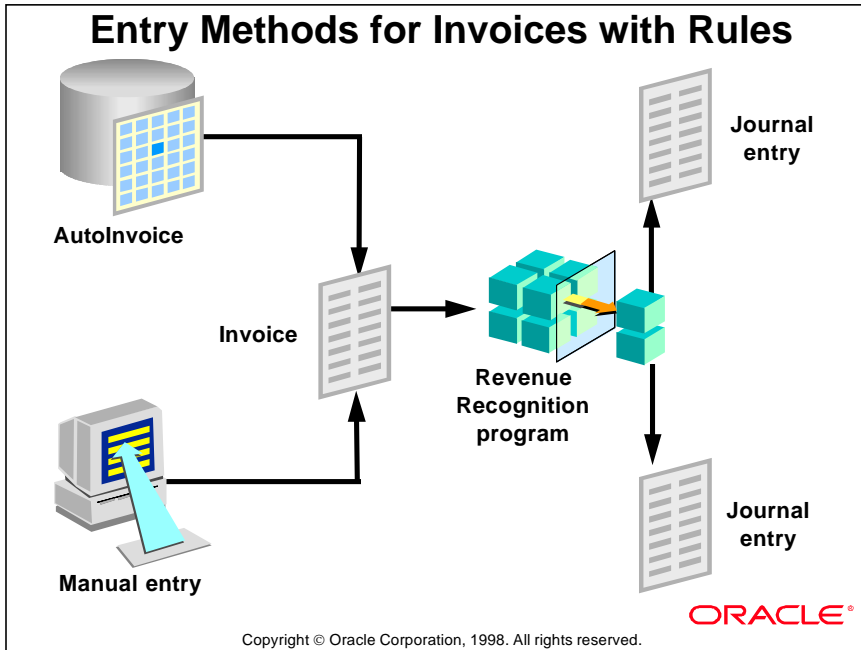 Entry Methods for Invoices with Rules
AutoInvoice
Journal
entry
Invoice
Revenue
Recognition
program
Manual entry
Journal
entry
ORACLE®
Copyright © Oracle Corporation, 1998. All rights reserved.